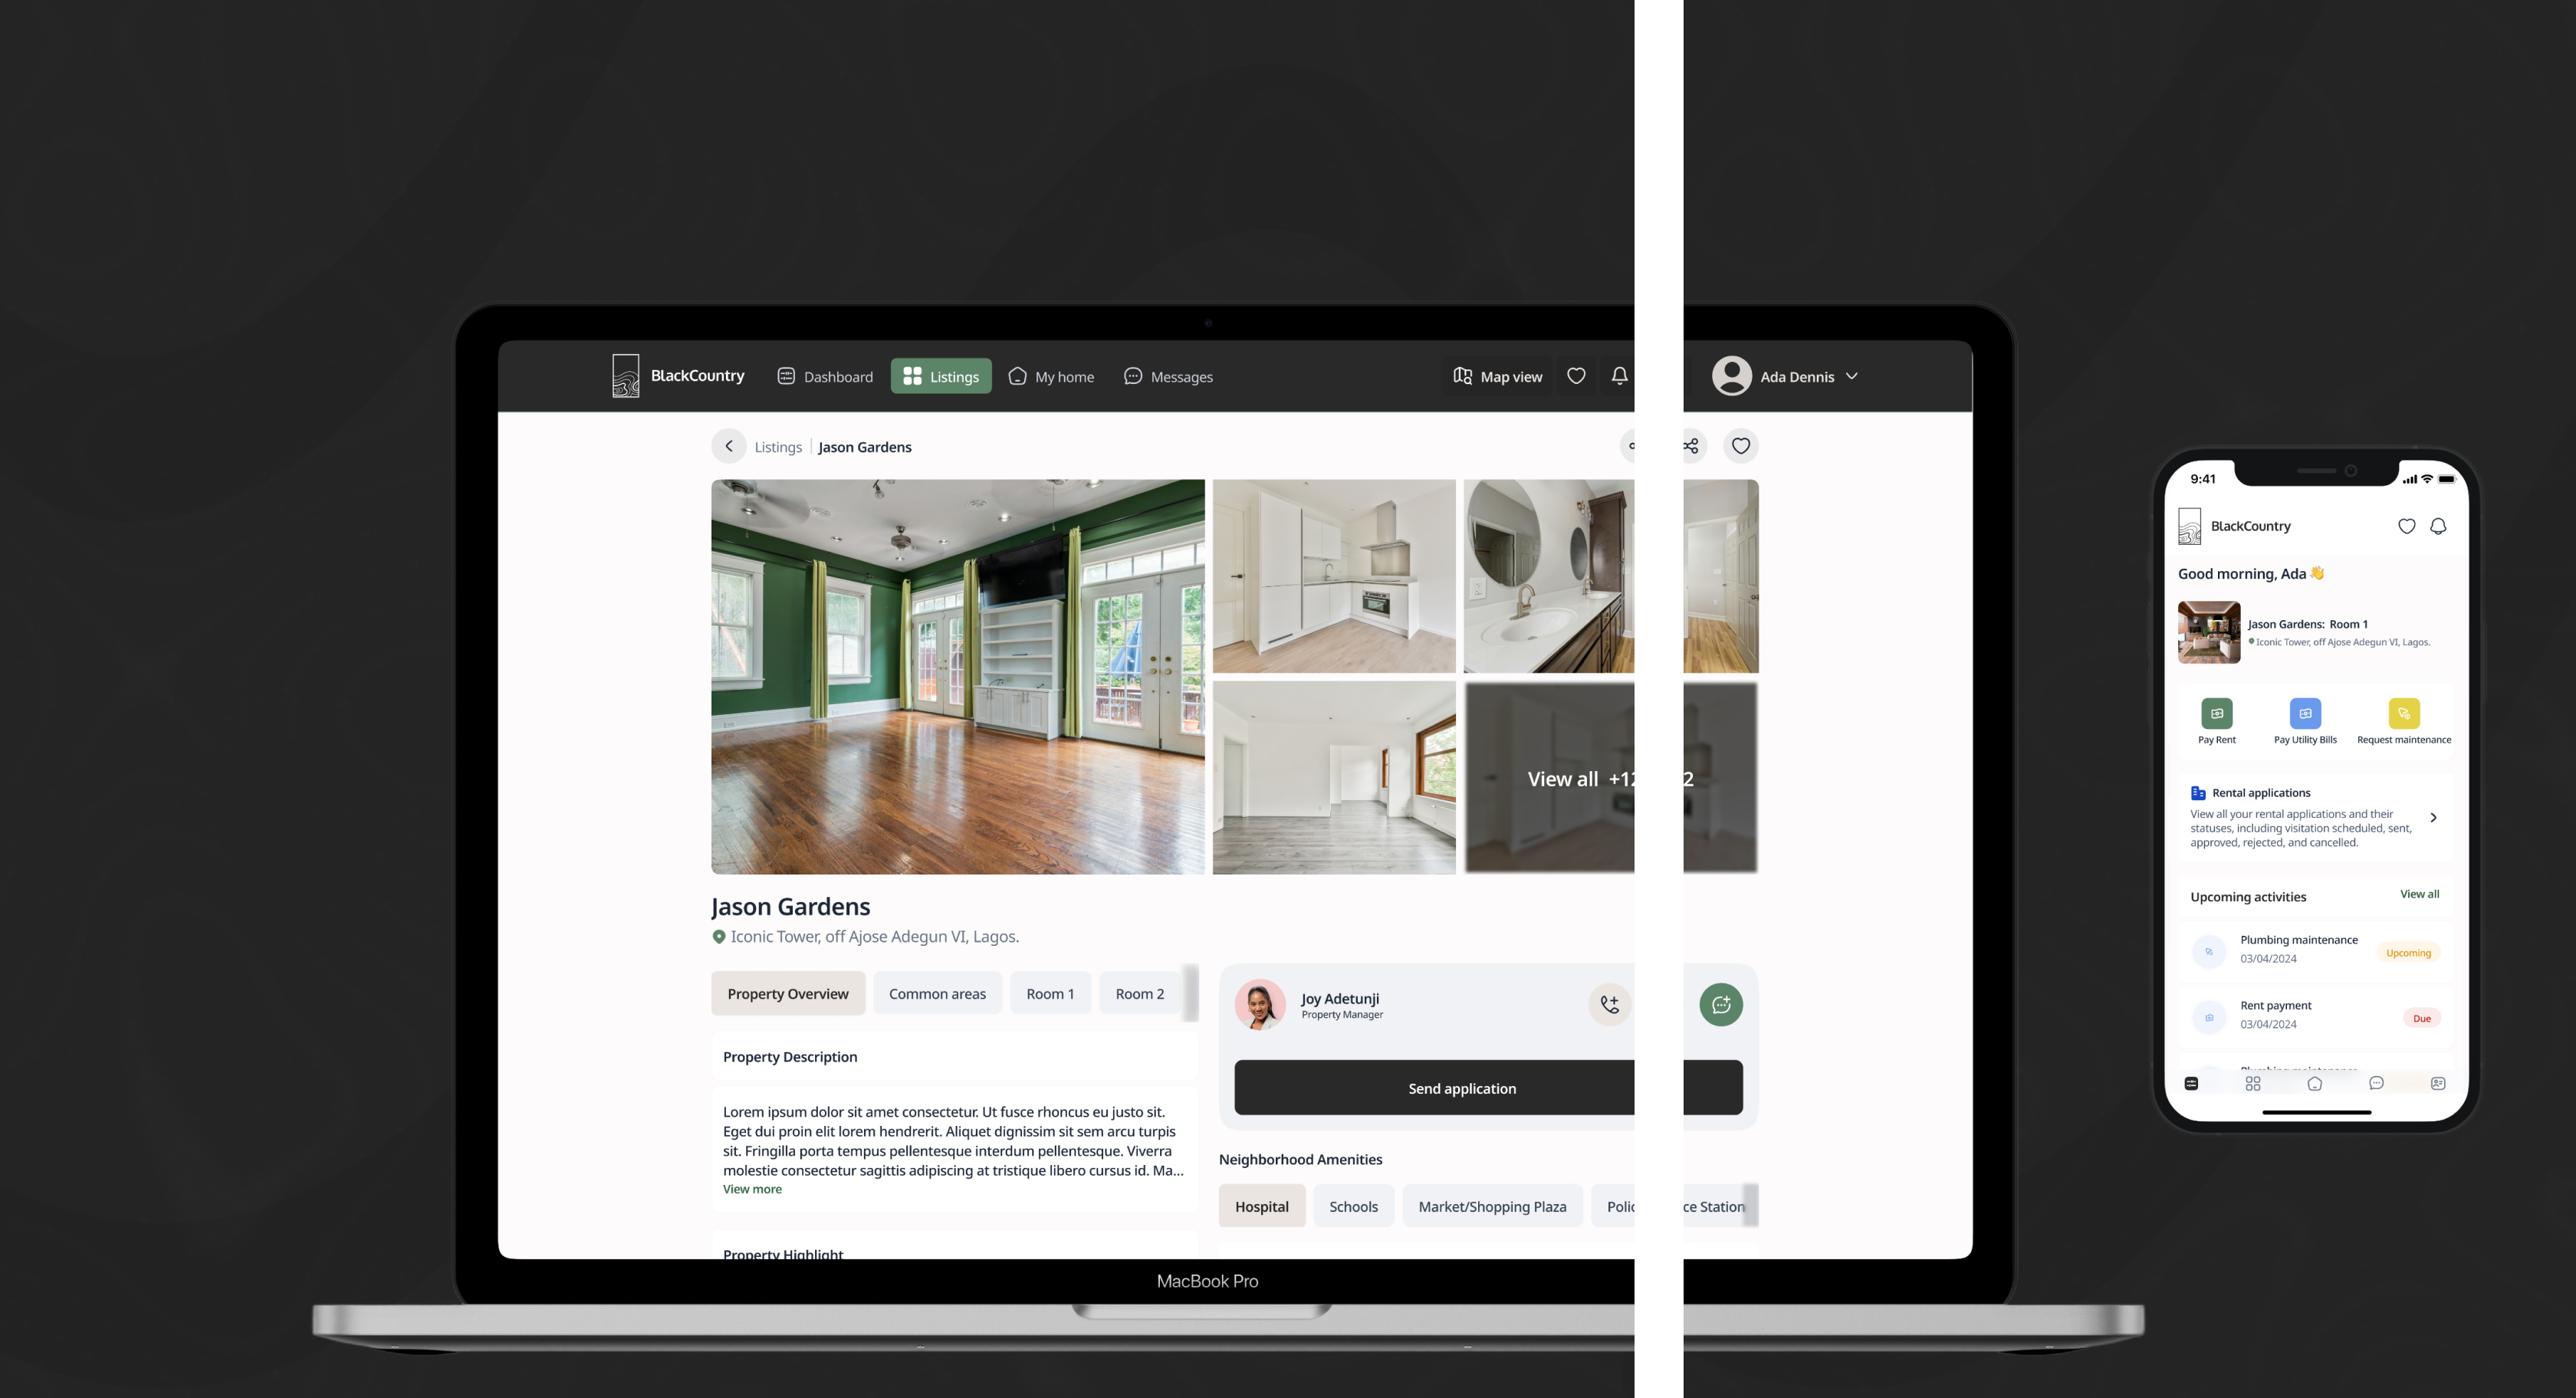 BlackCountry
Dashboard
Listings
My home
Messages
Map view
Ada Dennis
Listings
Jason Gardens
View all +12
2
Jason Gardens
Iconic Tower, off Ajose Adegun VI, Lagos.
Property Overview
Common areas
Room 1
Room 2
Property Description
Lorem ipsum dolor sit amet consectetur. Ut fusce rhoncus eu justo sit.
Eget dui proin elit lorem hendrerit. Aliquet dignissim sit sem arcu turpis
sit. Fringilla porta tempus pellentesque interdum pellentesque. Viverra
molestie consectetur sagittis adipiscing at tristique libero cursus id. Ma...
View more
Property Highlight
Joy Adetunji
Property Manager
Send application
Neighborhood Amenities
Hospital
Schools
Market/Shopping Plaza
Polic
ce Station
MacBook Pro
9:41
BlackCountry
Good morning, Ada 👋
Jason Gardens: Room 1
Iconic Tower, off Ajose Adegun VI, Lagos.
Pay Rent
Pay Utility Bills
Request maintenance
Rental applications
View all your rental applications and their
statuses, including visitation scheduled, sent,
approved, rejected, and cancelled.
Upcoming activities
View all
Plumbing maintenance
03/04/2024
Upcoming
Rent payment
03/04/2024
Due
Plumbing maintenance